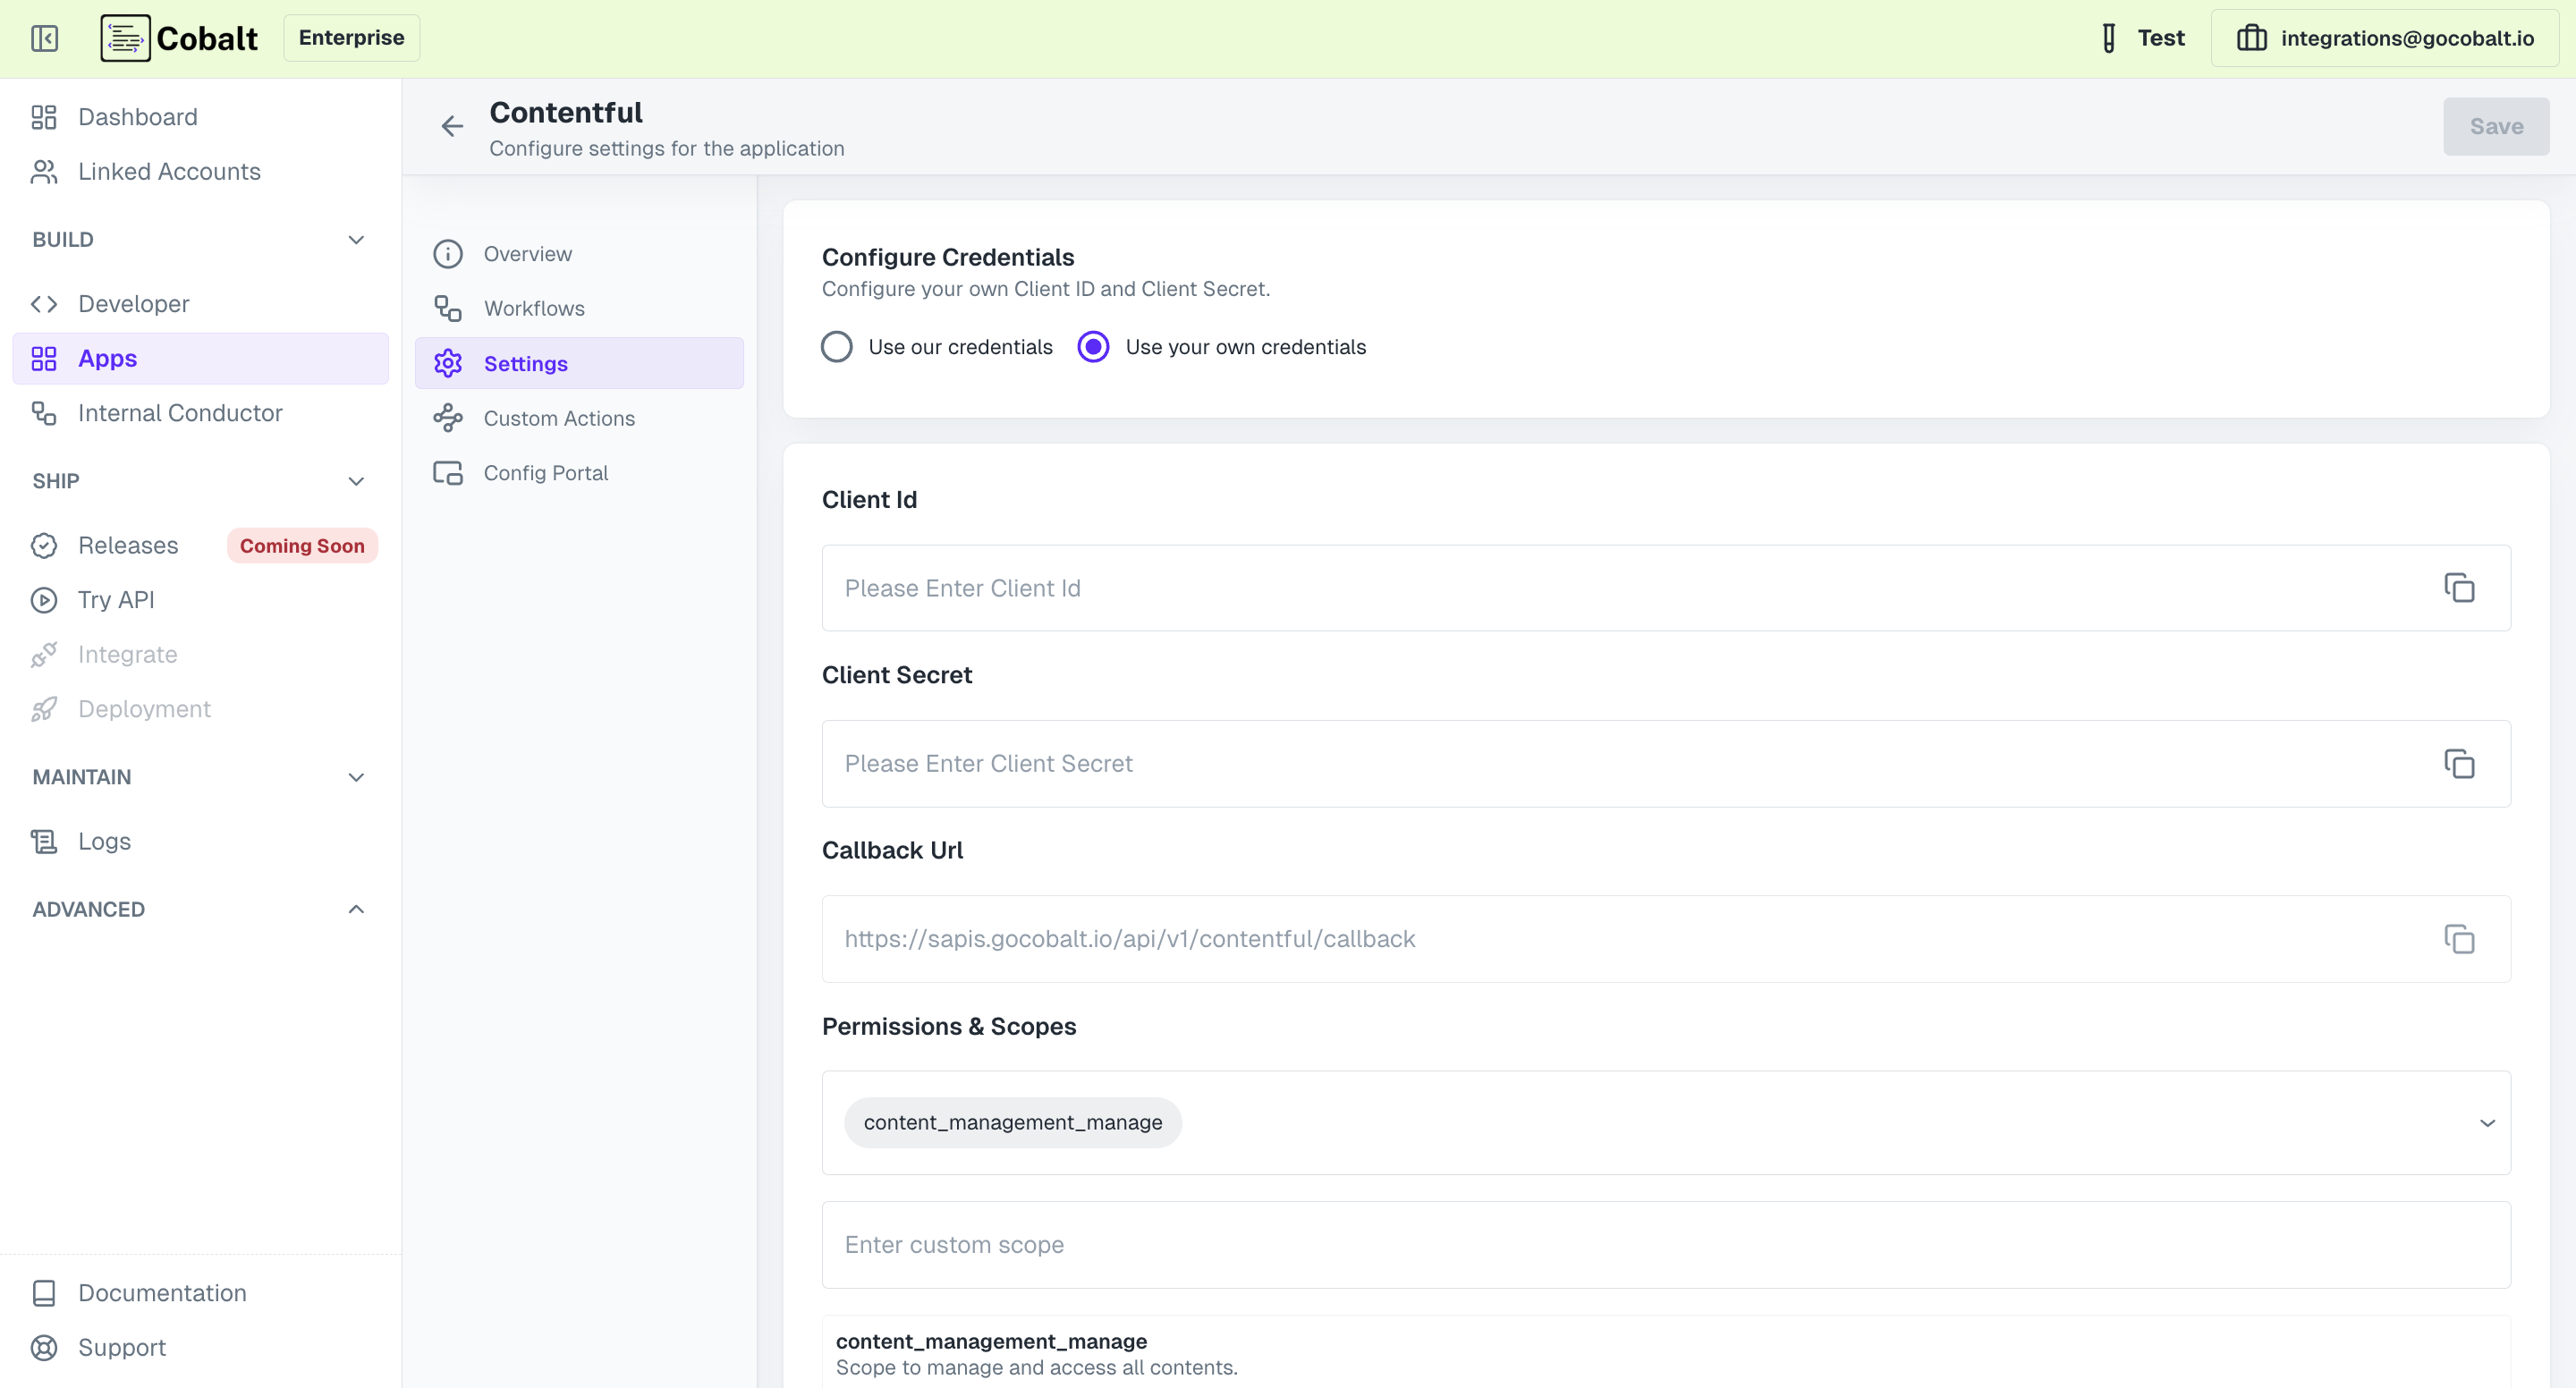 Cobalt
Enterprise
Test
integrations@gocobalt.io
Dashboard
Linked Accounts
BUILD
Developer
Apps
Internal Conductor
SHIP
Releases
Coming Soon
Try API
Integrate
Deployment
MAINTAIN
Logs
ADVANCED
Documentation
Support
Contentful
Configure settings for the application
Save
Overview
Workflows
Settings
Custom Actions
Config Portal
Configure Credentials
Configure your own Client ID and Client Secret.
Use our credentials
Use your own credentials
Client Id
Please Enter Client Id
Client Secret
Please Enter Client Secret
Callback Url
https://sapis.gocobalt.io/api/v1/contentful/callback
Permissions & Scopes
content_management_manage
Enter custom scope
content_management_manage
Scope to manage and access all contents.